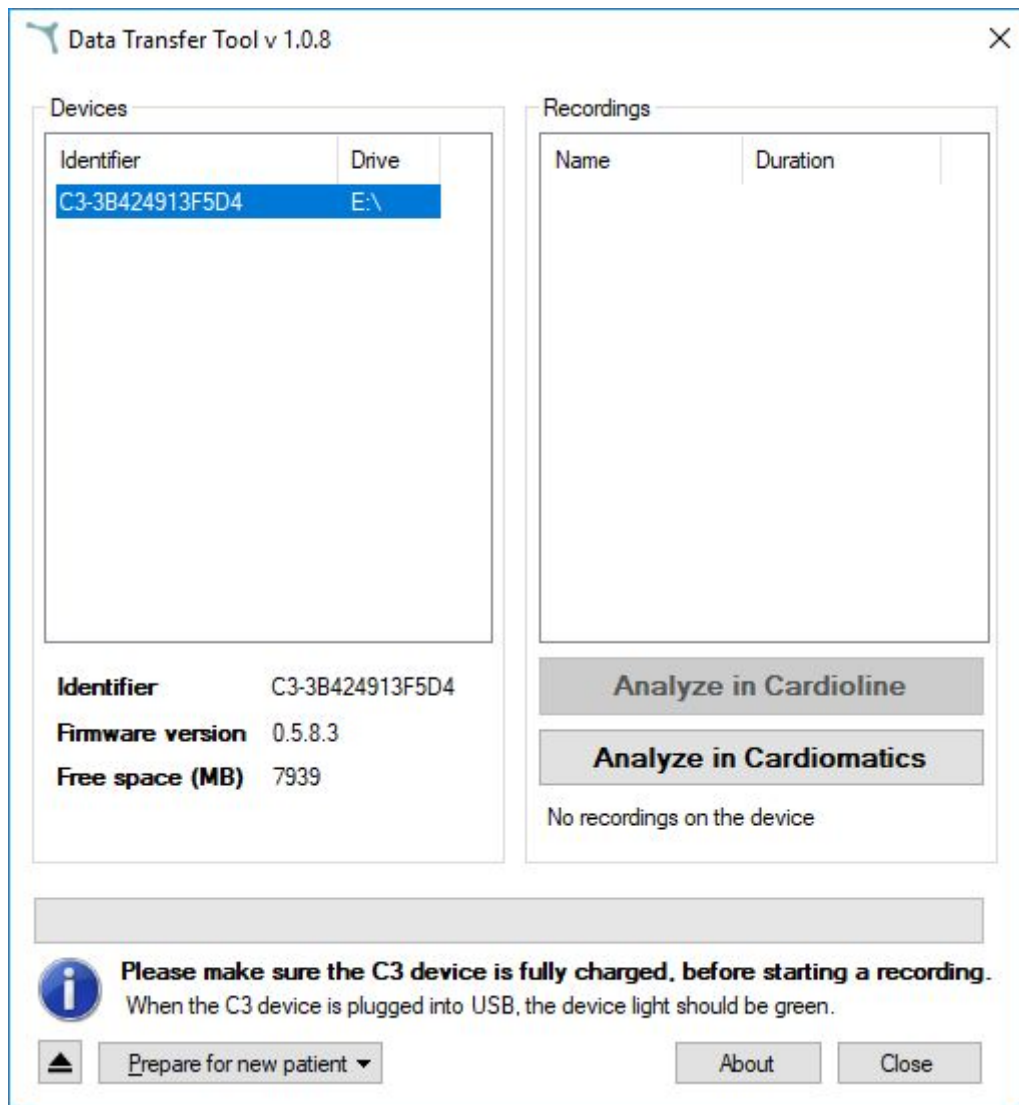 Data Transfer Tool v 1.0.8
Devices
Identifier Drive
C3-3B424913F5D4 E:\
Identifier C3-3B424913F5D4
Firmware version 0.5.8.3
Free space (MB) 7939
Recordings
Name Duration
Analyze in Cardioline
Analyze in Cardiomatics
No recordings on the device
Please make sure the C3 device is fully charged, before starting a recording.
When the C3 device is plugged into USB, the device light should be green.
Prepare for new patient
About
Close